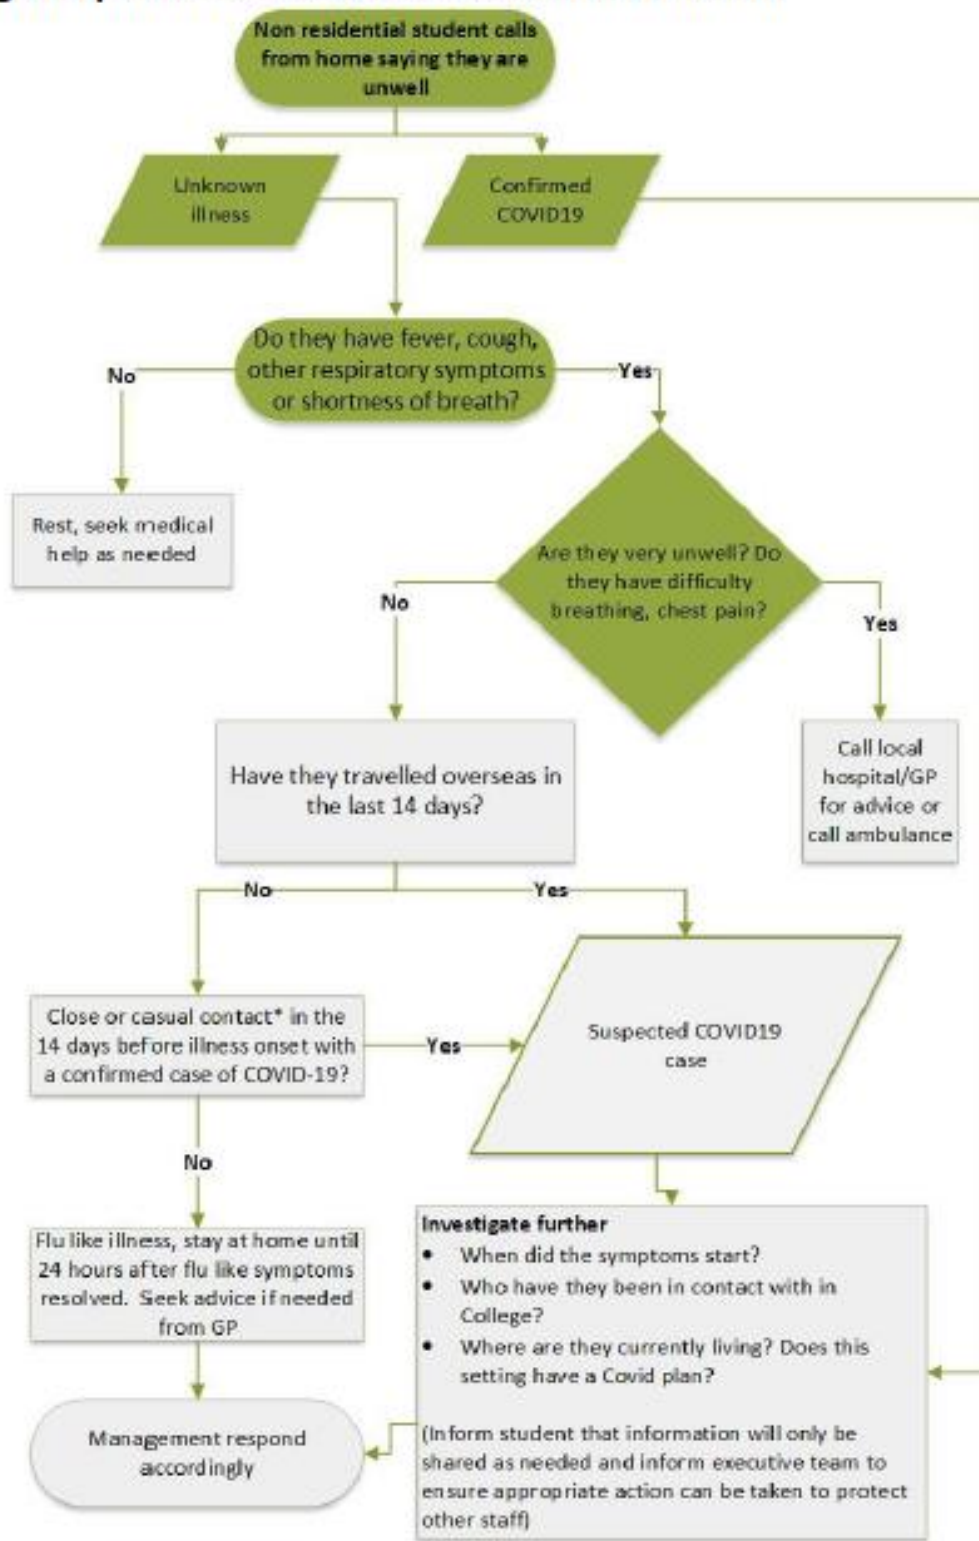 Non residential student calls
from home saying they are
unwell
Unknown
illness
Confirmed
COVID19
Do they have fever, cough,
other respiratory symptoms
or shortness of breath?
No
Yes
Rest, seek medical
help as needed
Are they very unwell? Do
they have difficulty
breathing, chest pain?
No
Yes
Have they travelled overseas in
the last 14 days?
Call local
hospital/GP
for advice or
call ambulance
No
Yes
Close or casual contact* in the
14 days before illness onset with
a confirmed case of COVID-19?
Yes
Suspected COVID19
case
No
Flu like illness, stay at home until
24 hours after flu like symptoms
resolved. Seek advice if needed
from GP
Investigate further
• When did the symptoms start?
• Who have they been in contact with in
College?
• Where are they currently living? Does this
setting have a Covid plan?
(Inform student that information will only be
shared as needed and inform executive team to
ensure appropriate action can be taken to protect
other staff)
Management respond
accordingly